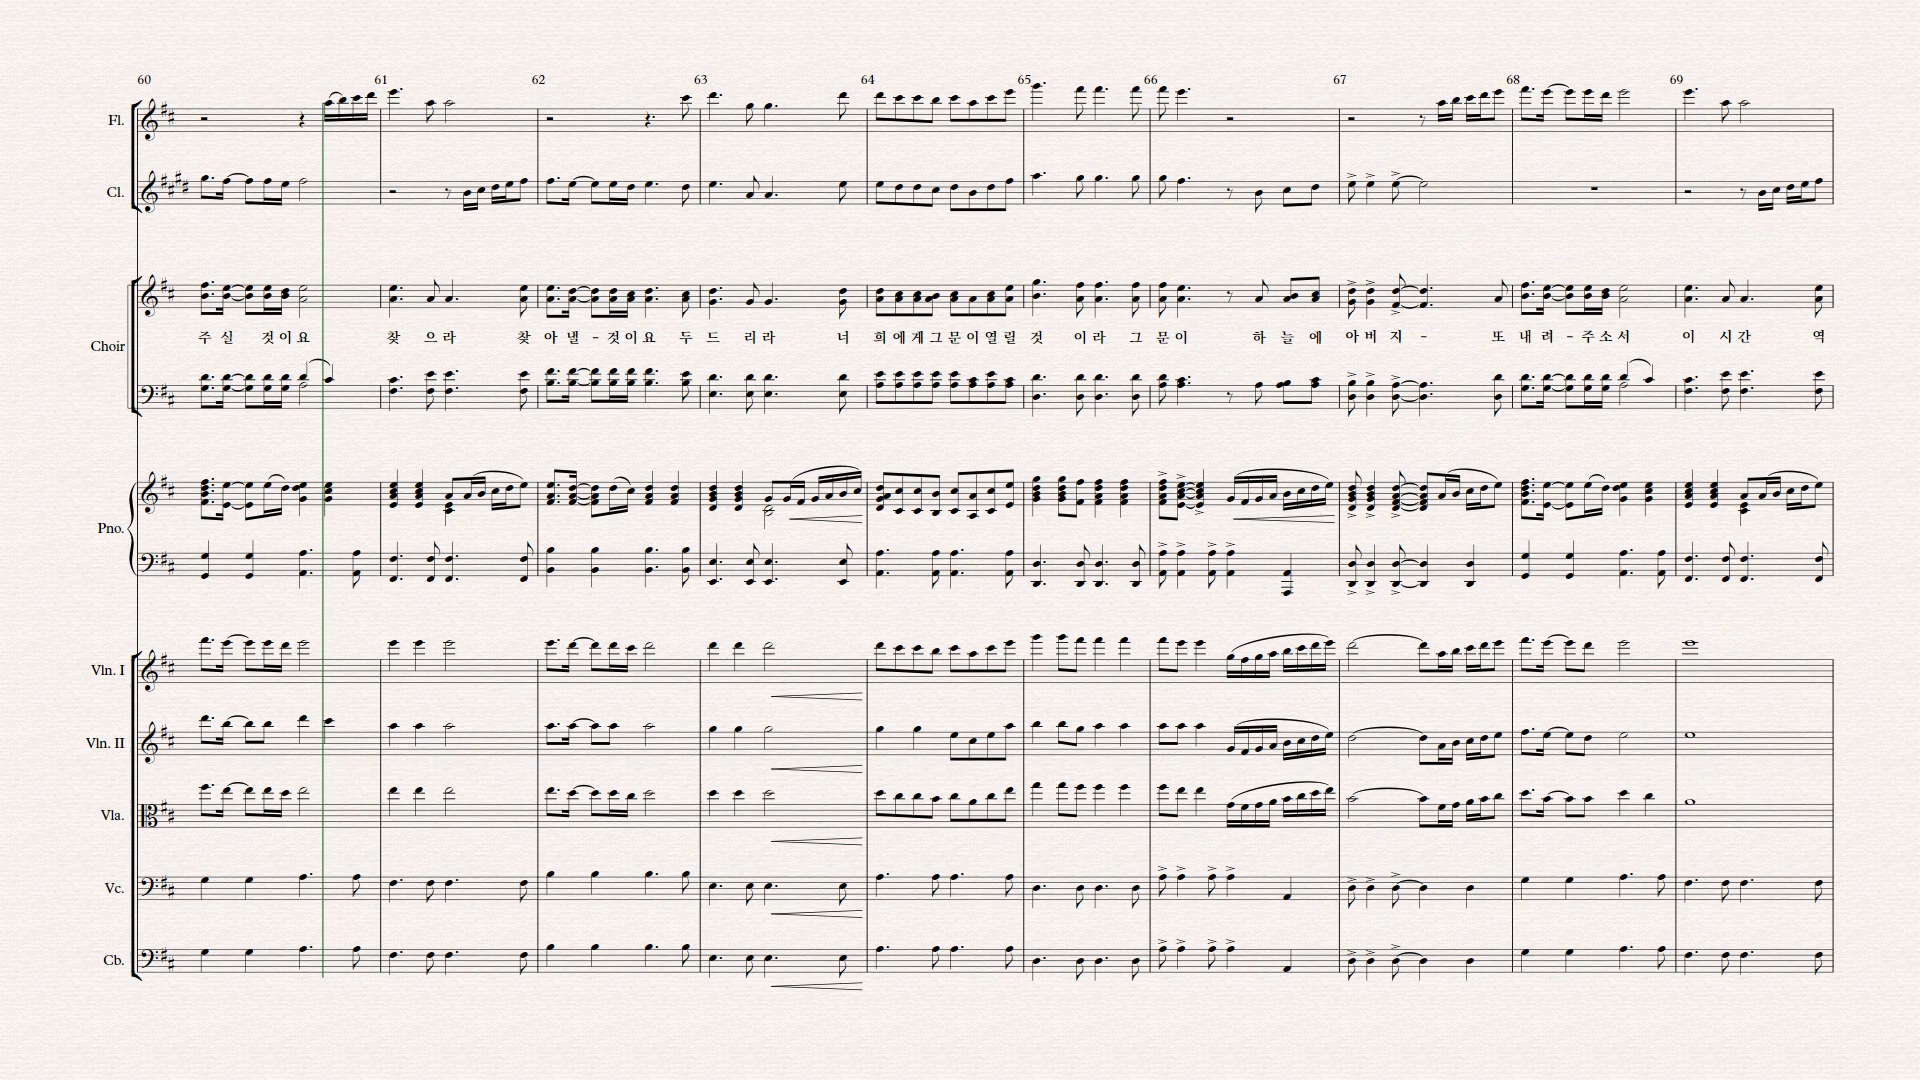 60 61 62 63 64 65 66 67 68 69
Fl.
Cl.
주 실 것 이 요 찾 으 라 찾 아 낼 - 것 이 요 두 드 리 라 너 희 에 게 그 문 이 열 릴 것 이 라 그 문 이 하 늘 에 아 버 지 - 또 내 려 - 주 소 서 이 시 간 역
Choir
Pno.
Vln. I
Vln. II
Vla.
Vc.
Cb.